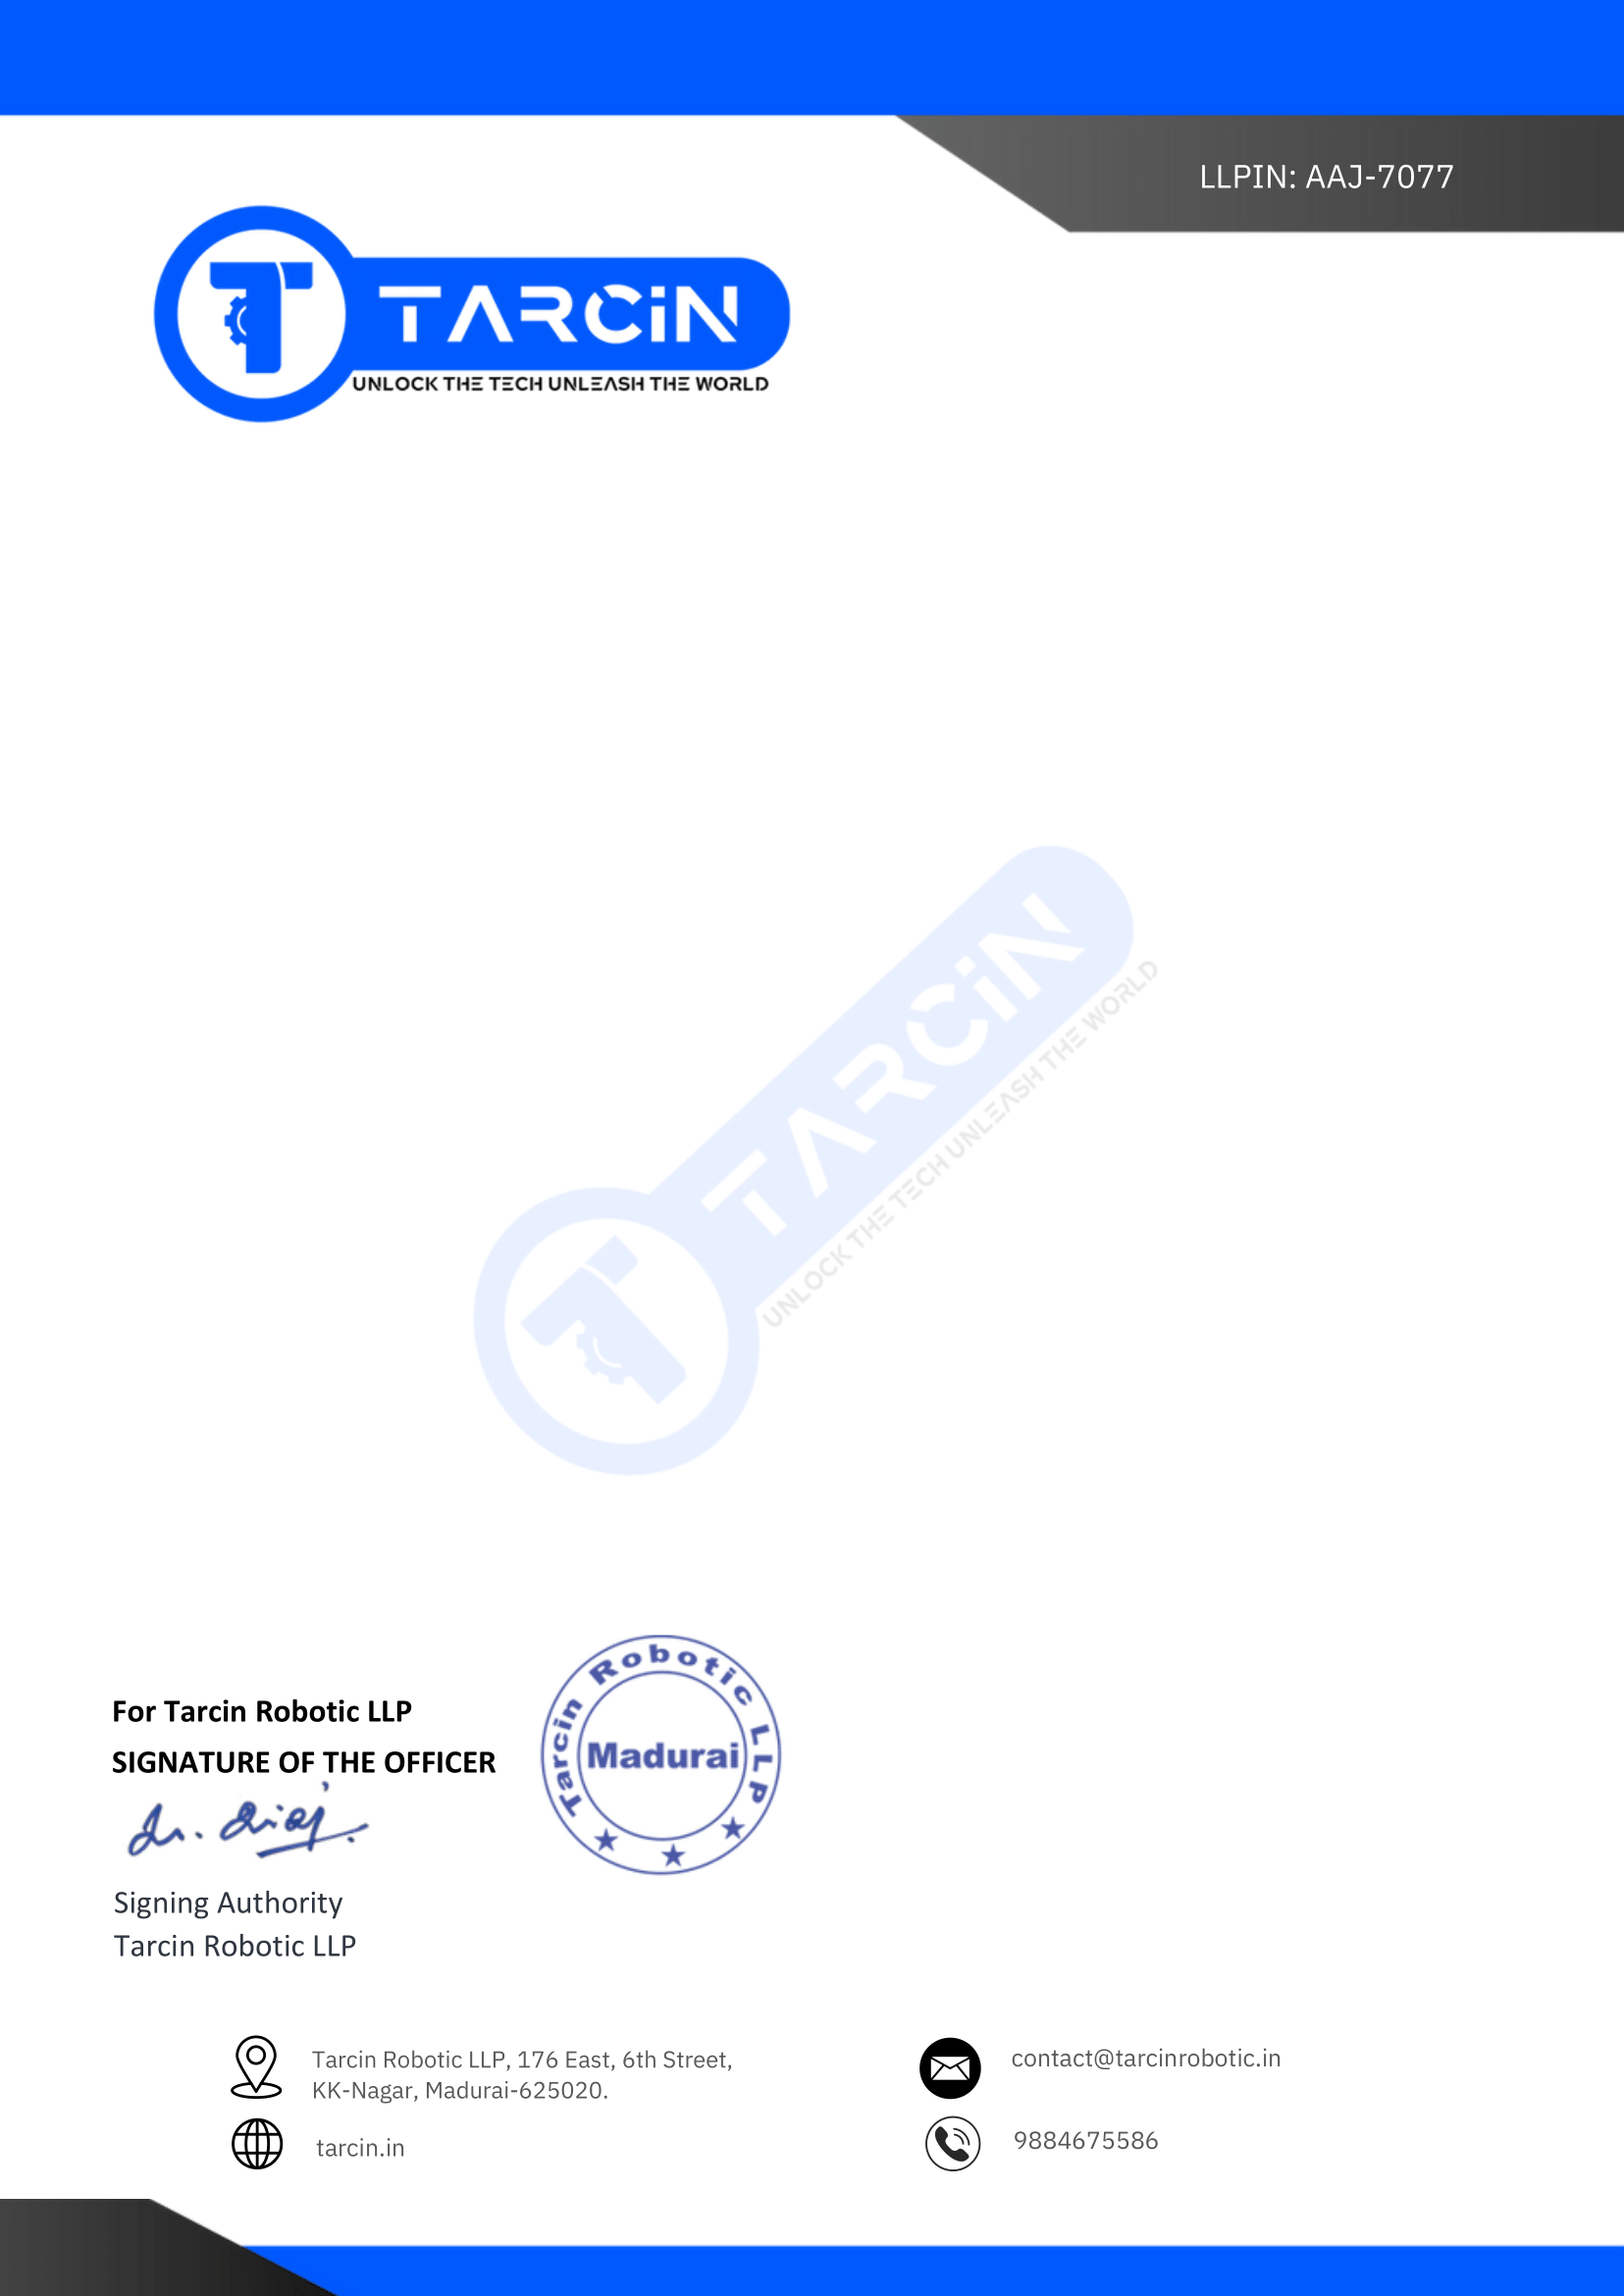 LLPIN: AAJ-7077
TARCiN
UNLOCK THE TECH UNLEASH THE WORLD
TARCiN
UNLOCK THE TECH UNLEASH THE WORLD
For Tarcin Robotic LLP
SIGNATURE OF THE OFFICER
Tarcin Robotic LLP
Madurai
Signing Authority
Tarcin Robotic LLP
Tarcin Robotic LLP, 176 East, 6th Street,
KK-Nagar, Madurai-625020.
contact@tarcinrobotic.in
tarcin.in
9884675586